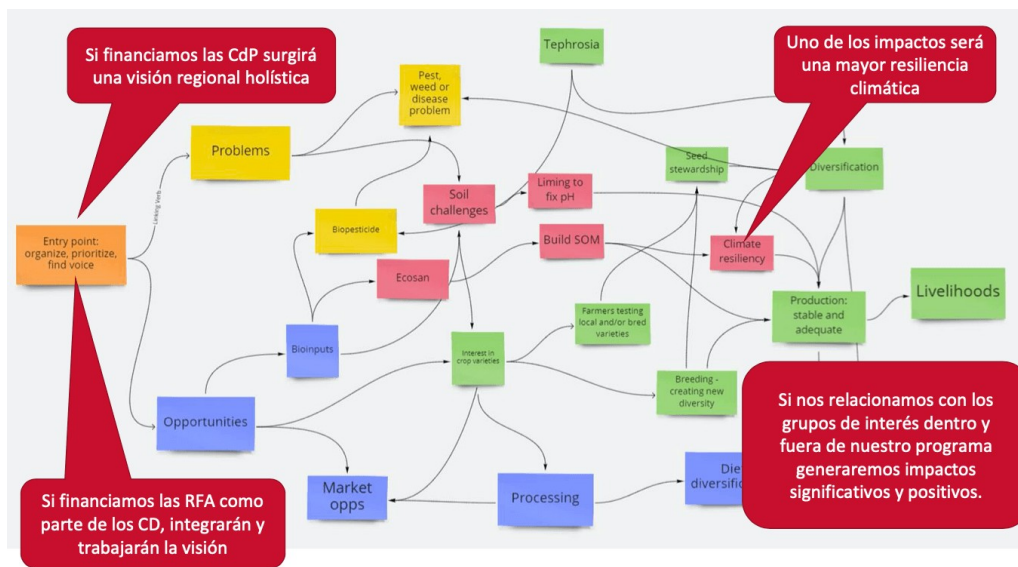 Si financiamos las CdP surgirá
una visión regional holística
Tephrosia
Uno de los impactos será
una mayor resiliencia
climática
Pest,
weed or
disease
problem
Problems
Linking Verb
Seed
stewardship
Diversification
Soil
challenges
Liming to
fix pH
Biopesticide
Entry point:
organize, prioritize,
find voice
Build SOM
Climate
resiliency
Ecosan
Livelihoods
Production:
stable and
adequate
Farmers testing
local and/or bred
varieties
Bioinputs
Interest in
crop varieties
Breeding -
creating new
diversity
Opportunities
Si nos relacionamos con los
grupos de interés dentro y
fuera de nuestro programa
generaremos impactos
significativos y positivos.
Market
opps
Processing
Die
diversific
Si financiamos las RFA como
parte de los CD, integrarán y
trabajarán la visión